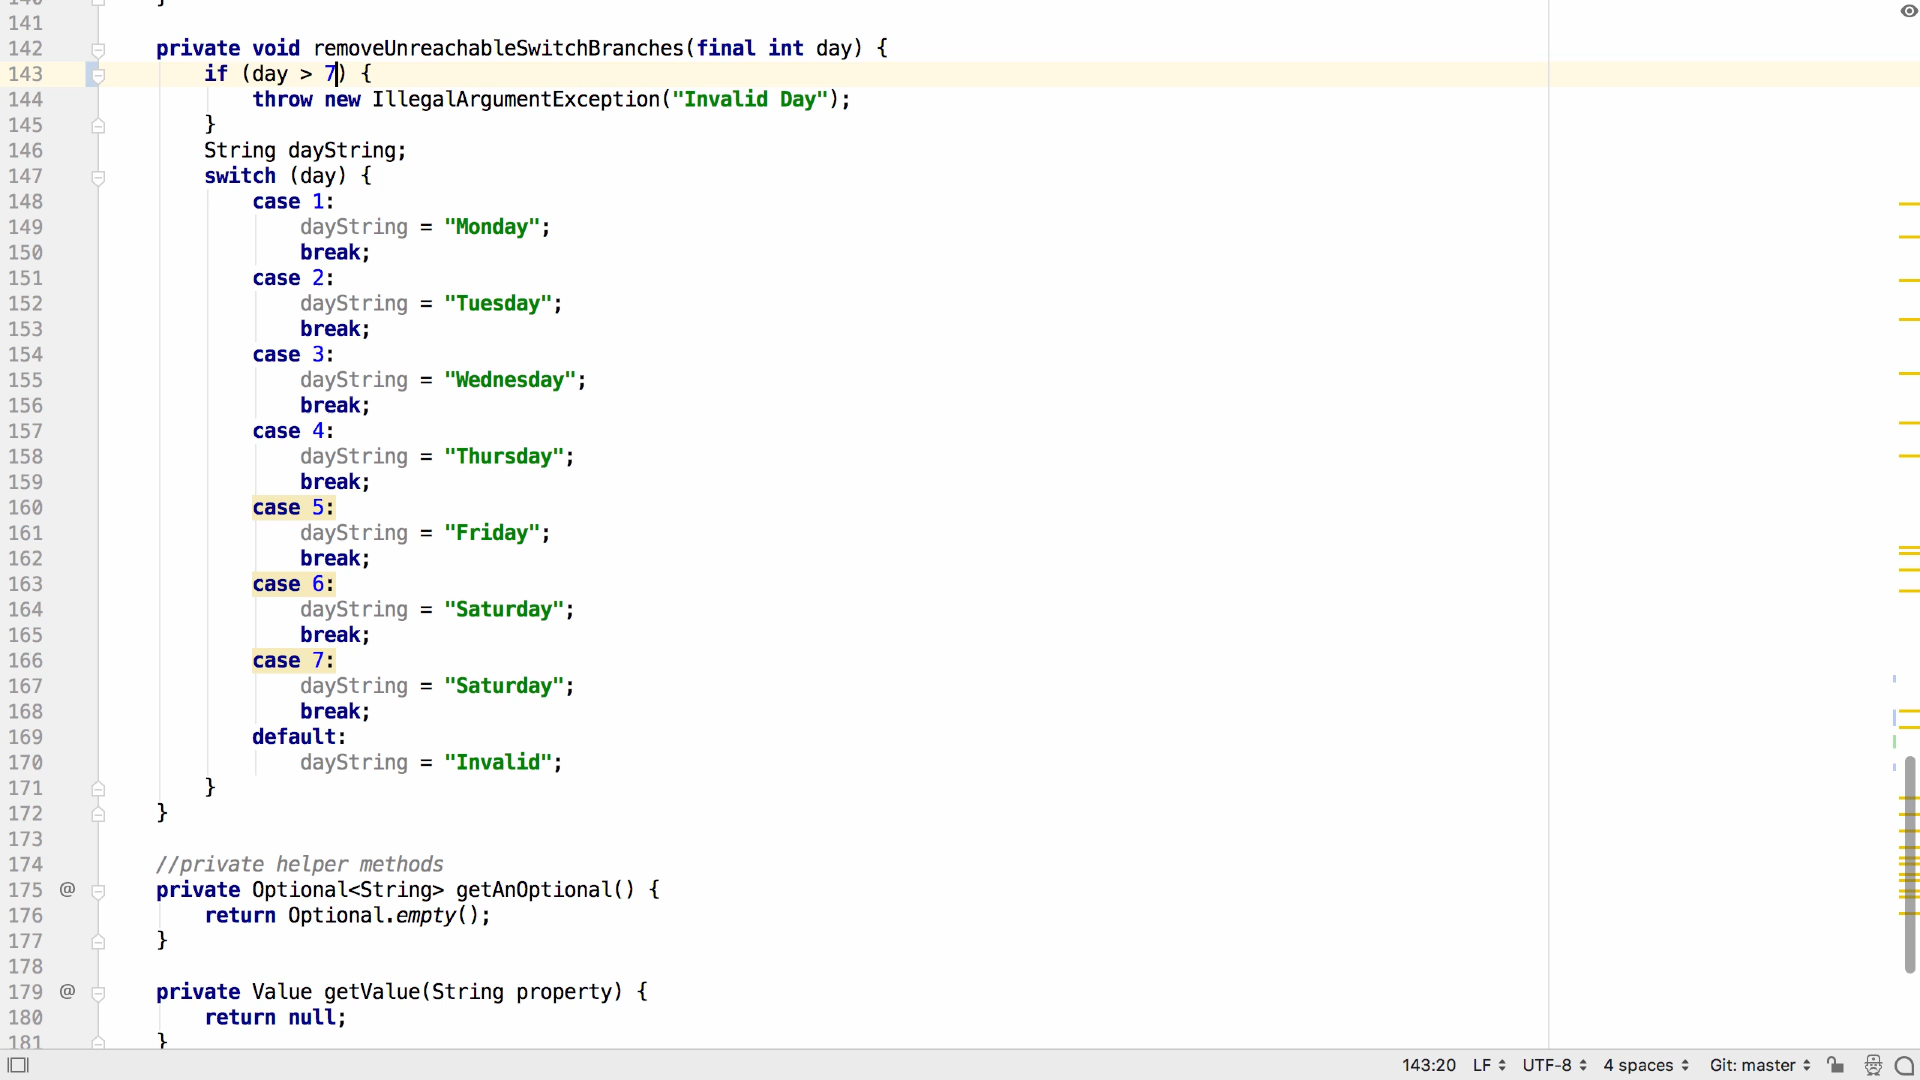 141
142 private void removeUnreachableSwitchBranches(final int day) {
143 if (day > 7) {
144 throw new IllegalArgumentException("Invalid Day");
145 }
146 String dayString;
147 switch (day) {
148 case 1:
149 dayString = "Monday";
150 break;
151 case 2:
152 dayString = "Tuesday";
153 break;
154 case 3:
155 dayString = "Wednesday";
156 break;
157 case 4:
158 dayString = "Thursday";
159 break;
160 case 5:
161 dayString = "Friday";
162 break;
163 case 6:
164 dayString = "Saturday";
165 break;
166 case 7:
167 dayString = "Saturday";
168 break;
169 default:
170 dayString = "Invalid";
171 }
172 }
173
174 //private helper methods
175 @ private Optional<String> getAnOptional() {
176 return Optional.empty();
177 }
178
179 @ private Value getValue(String property) {
180 return null;
181 }
143:20 LF UTF-8 4 spaces Git: master